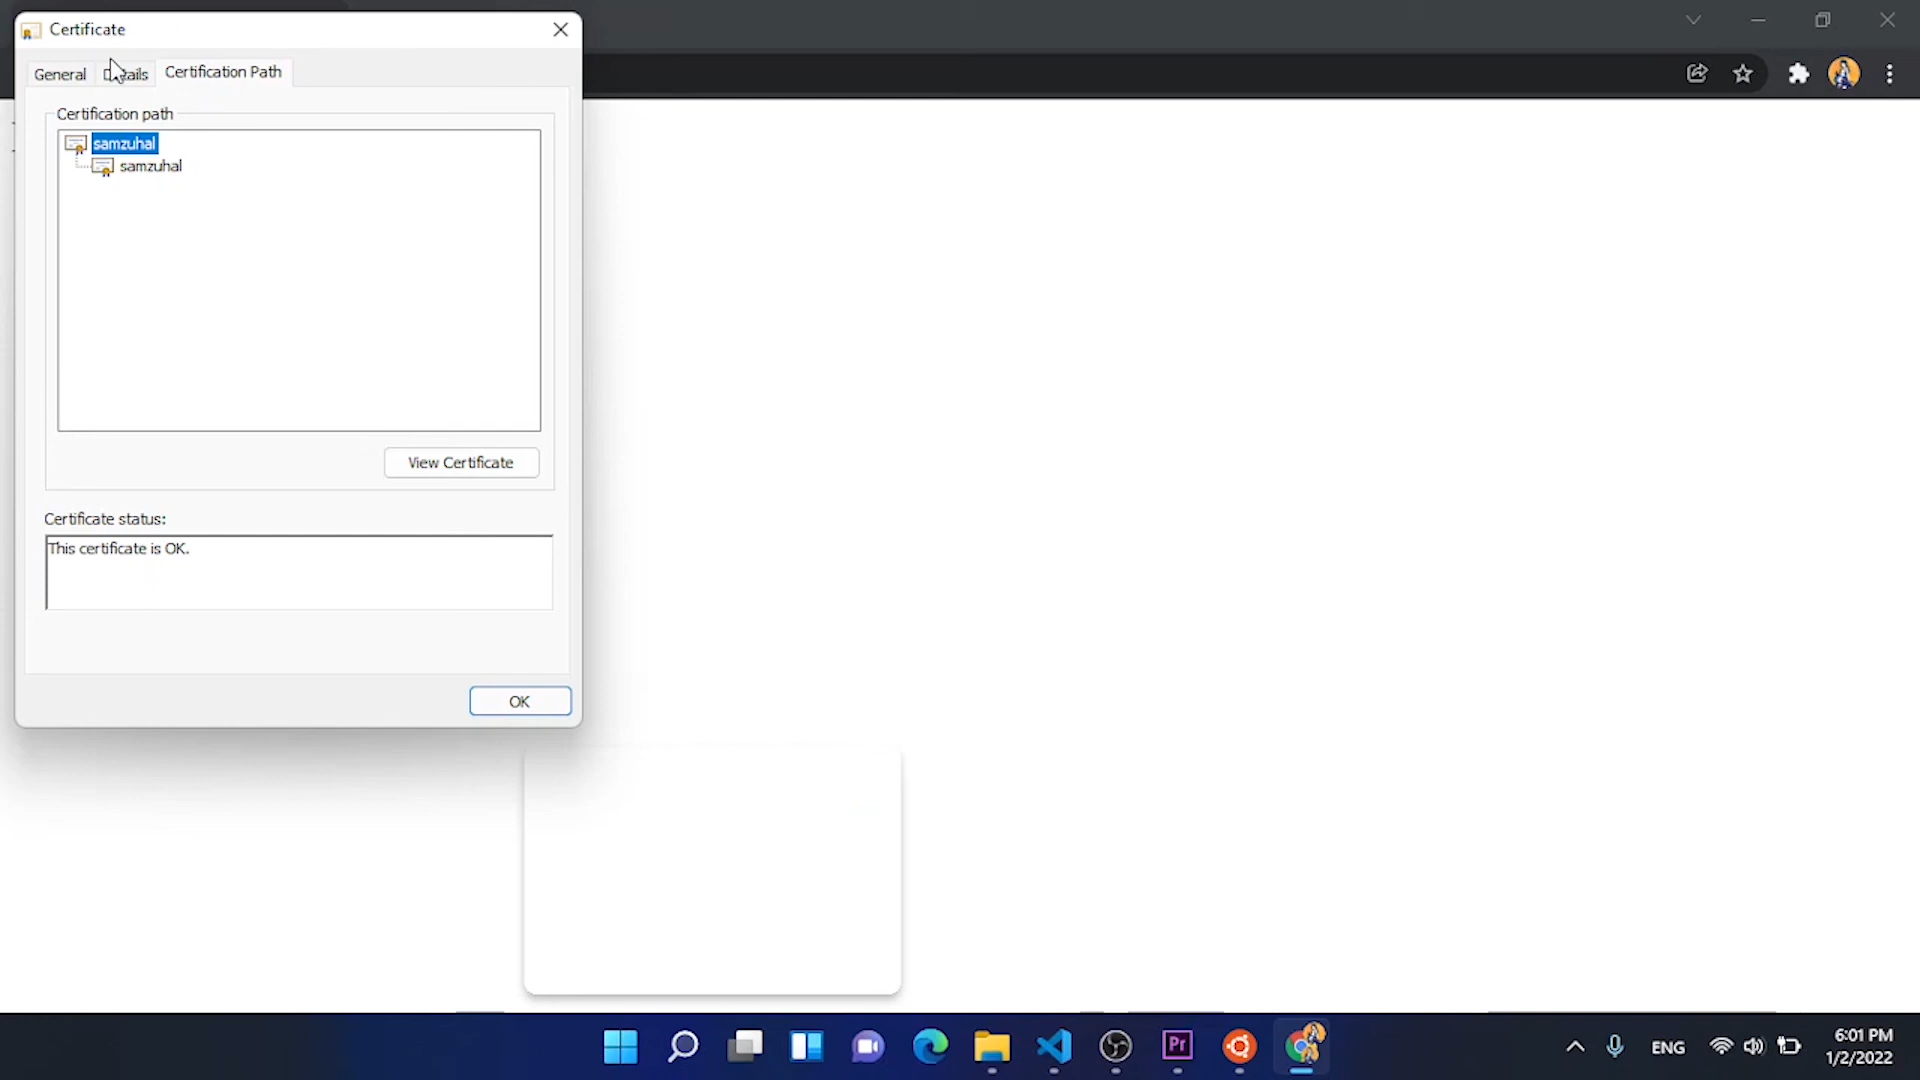 Certificate
General
Details
Certification Path
Certification path
samzuhal
samzuhal
View Certificate
Certificate status:
This certificate is OK.
OK
Pr
ENG
6:01 PM
1/2/2022